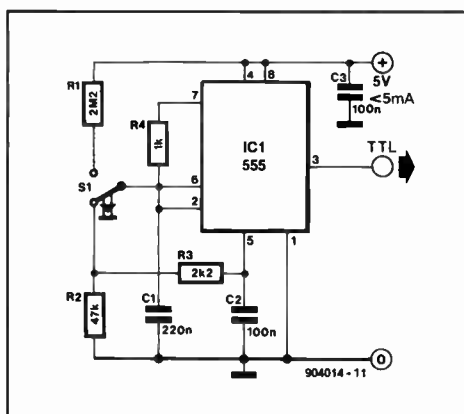 R1
2M2
R4
1k
7
4
8
C3
100n
+
5V
<5mA
IC1
555
3
TTL
S1
6
2
5
1
R3
2k2
R2
47k
C1
220n
C2
100n
0
904014-11